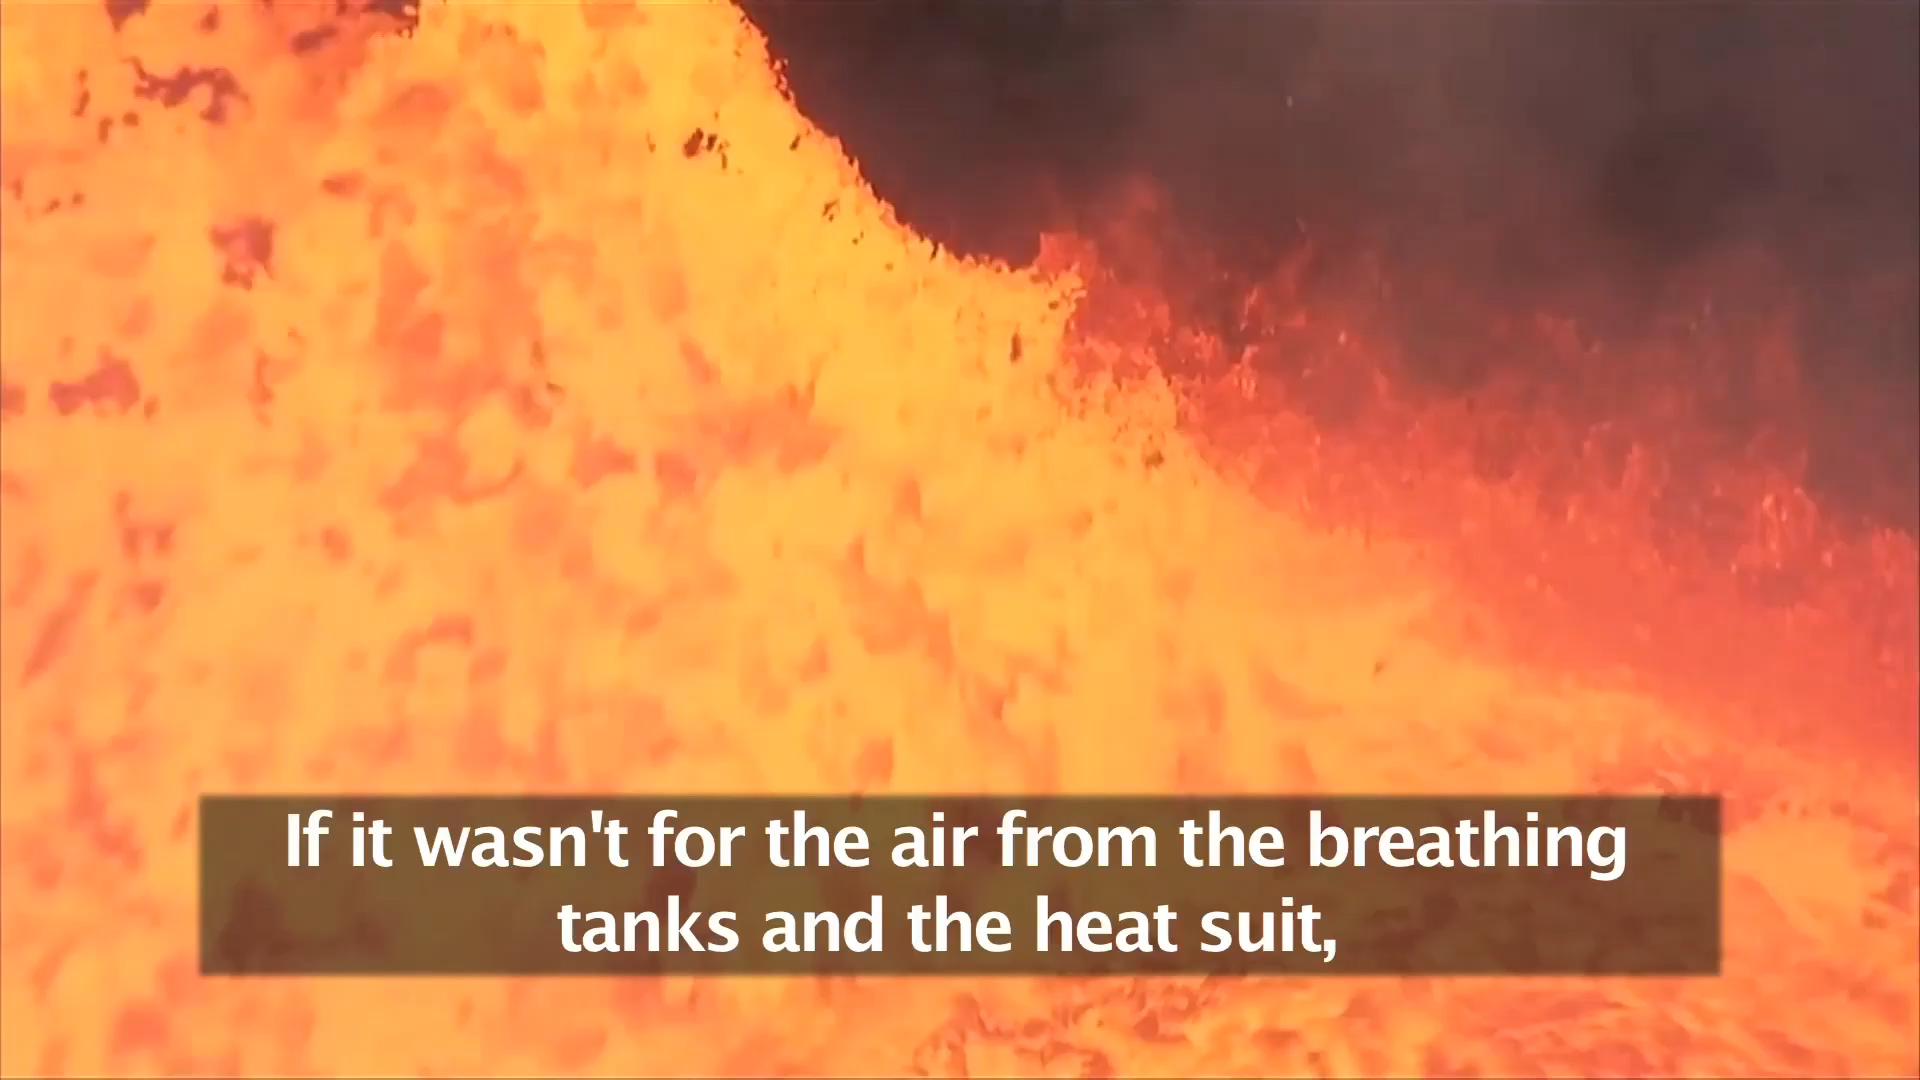 If it wasn't for the air from the breathing
tanks and the heat suit,